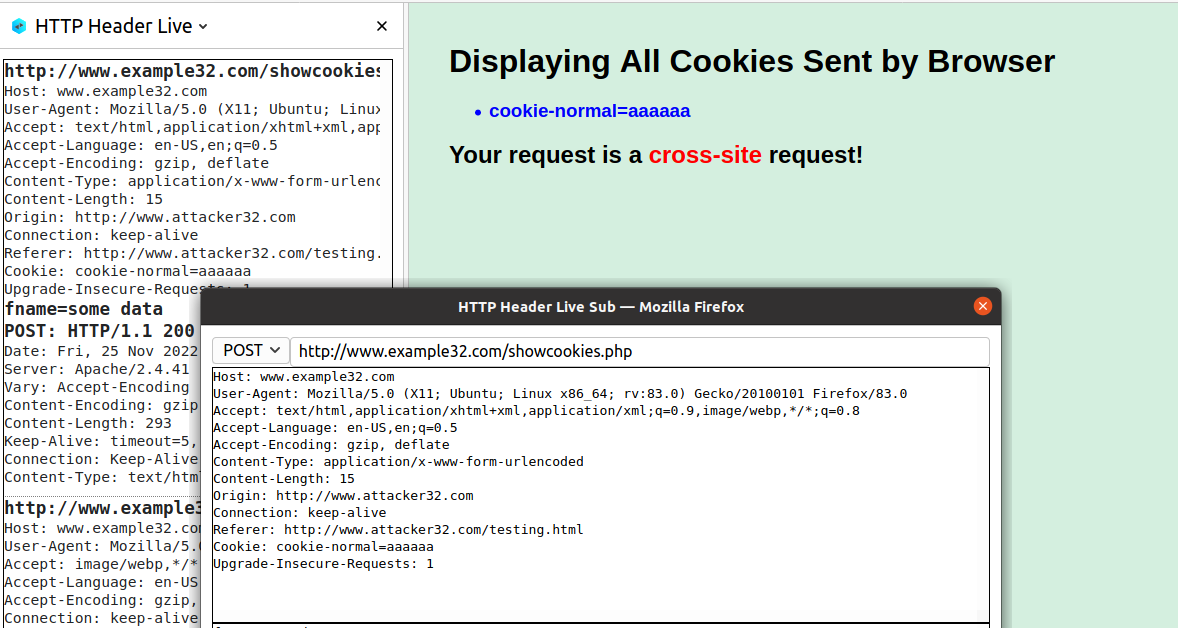 HTTP Header Live
http://www.example32.com/showcookies
Host: www.example32.com
User-Agent: Mozilla/5.0 (X11; Ubuntu; Linux
Accept: text/html,application/xhtml+xml,app
Accept-Language: en-US,en;q=0.5
Accept-Encoding: gzip, deflate
Content-Type: application/x-www-form-urlenc
Content-Length: 15
Origin: http://www.attacker32.com
Connection: keep-alive
Referer: http://www.attacker32.com/testing.
Cookie: cookie-normal=aaaaaa
Upgrade-Insecure-Requests: 1
fname=some data
POST: HTTP/1.1 200
Date: Fri, 25 Nov 2022
Server: Apache/2.4.41
Vary: Accept-Encoding
Content-Encoding: gzip
Content-Length: 293
Keep-Alive: timeout=5,
Connection: Keep-Alive
Content-Type: text/html
http://www.example3
Host: www.example32.com
User-Agent: Mozilla/5.0
Accept: image/webp,*/*
Accept-Language: en-US
Accept-Encoding: gzip,
Connection: keep-alive
Displaying All Cookies Sent by Browser
• cookie-normal=aaaaaa
Your request is a cross-site request!
HTTP Header Live Sub — Mozilla Firefox
POST http://www.example32.com/showcookies.php
Host: www.example32.com
User-Agent: Mozilla/5.0 (X11; Ubuntu; Linux x86_64; rv:83.0) Gecko/20100101 Firefox/83.0
Accept: text/html,application/xhtml+xml,application/xml;q=0.9,image/webp,*/*;q=0.8
Accept-Language: en-US,en;q=0.5
Accept-Encoding: gzip, deflate
Content-Type: application/x-www-form-urlencoded
Content-Length: 15
Origin: http://www.attacker32.com
Connection: keep-alive
Referer: http://www.attacker32.com/testing.html
Cookie: cookie-normal=aaaaaa
Upgrade-Insecure-Requests: 1